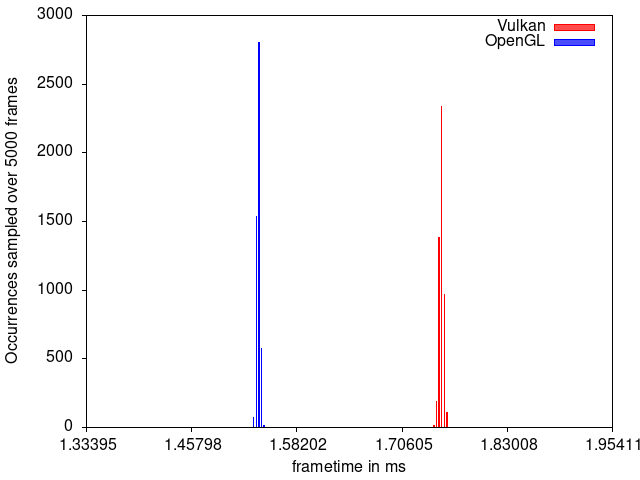 Vulkan
OpenGL
3000
2500
2000
1500
1000
500
0
1.33395 1.45798 1.58202 1.70605 1.83008 1.95411
frametime in ms
Occurrences sampled over 5000 frames